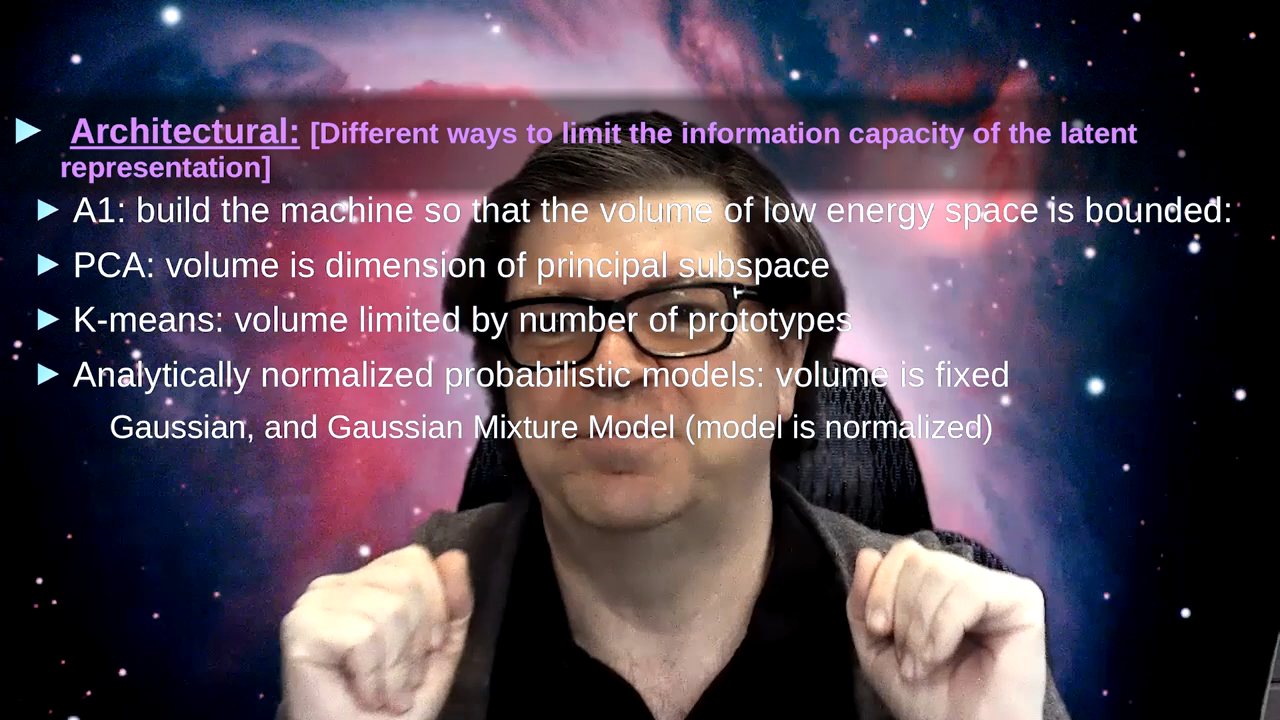 Architectural: [Different ways to limit the information capacity of the latent
representation]
A1: build the machine so that the volume of low energy space is bounded:
PCA: volume is dimension of principal subspace
K-means: volume limited by number of prototypes
Analytically normalized probabilistic models: volume is fixed
Gaussian, and Gaussian Mixture Model (model is normalized)